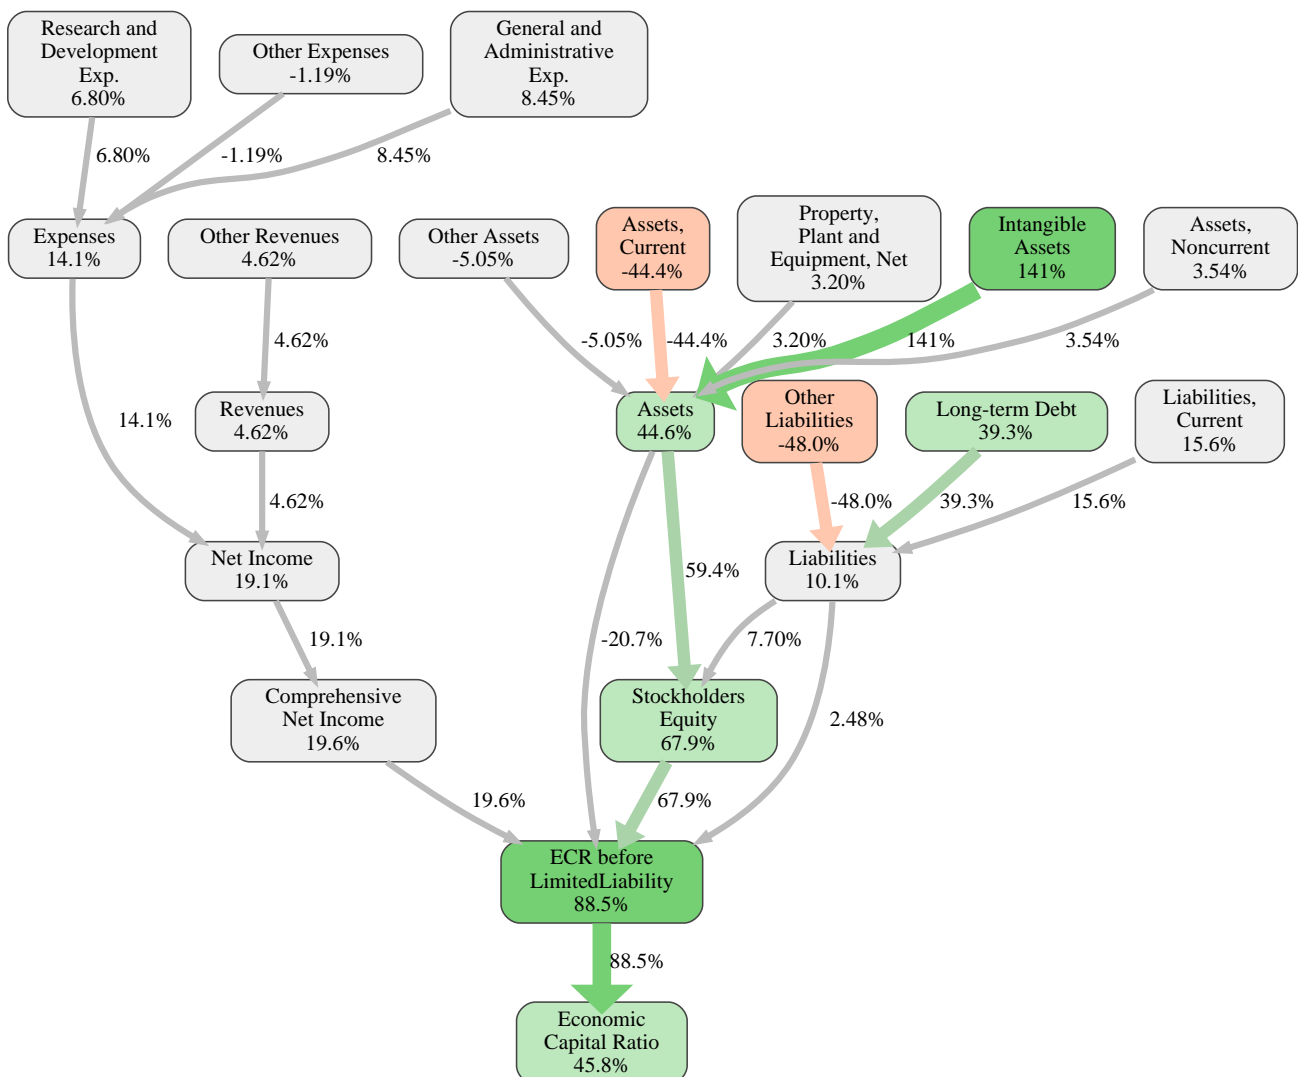 Research and
Development
Exp.
6.80%
Other Expenses
-1.19%
General and
Administrative
Exp.
8.45%
6.80%
-1.19%
8.45%
Expenses
14.1%
Other Revenues
4.62%
Other Assets
-5.05%
Assets,
Current
-44.4%
Property,
Plant and
Equipment, Net
3.20%
Intangible
Assets
141%
Assets,
Noncurrent
3.54%
4.62%
-5.05%
-44.4%
3.20%
141%
3.54%
14.1%
Revenues
4.62%
Assets
44.6%
Other
Liabilities
-48.0%
Long-term Debt
39.3%
Liabilities,
Current
15.6%
4.62%
-48.0%
39.3%
15.6%
Net Income
19.1%
59.4%
Liabilities
10.1%
19.1%
-20.7%
7.70%
Comprehensive
Net Income
19.6%
Stockholders
Equity
67.9%
2.48%
19.6%
67.9%
ECR before
LimitedLiability
88.5%
88.5%
Economic
Capital Ratio
45.8%